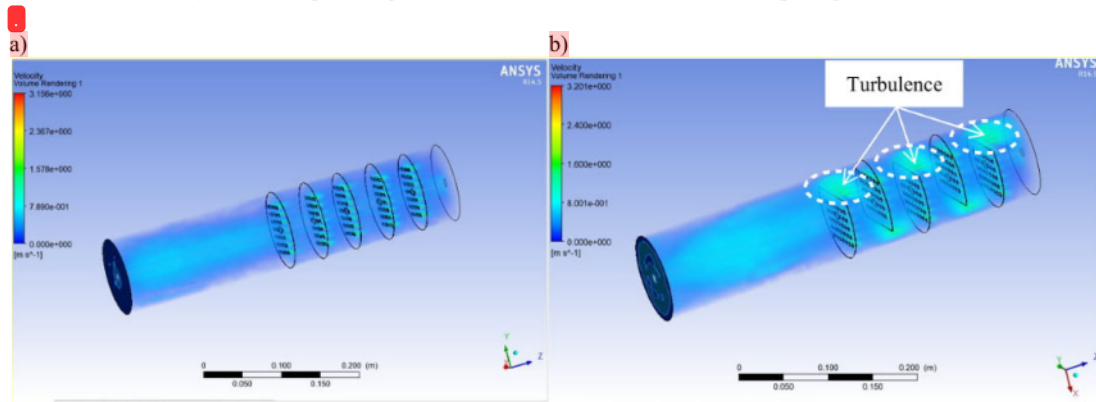 .
a)
b)
Velocity
Volume Rendering 1
3.156e+000
2.367e+000
1.578e+000
7.890e-001
0.000e+000
[m s^-1]
ANSYS
R14.5
0 0.100 0.200 (m)
0.050 0.150
Y
Z
Velocity
Volume Rendering 1
3.201e+000
2.400e+000
1.600e+000
8.001e-001
0.000e+000
[m s^-1]
Turbulence
ANSYS
0 0.100 0.200 (m)
0.050 0.150
Z
X